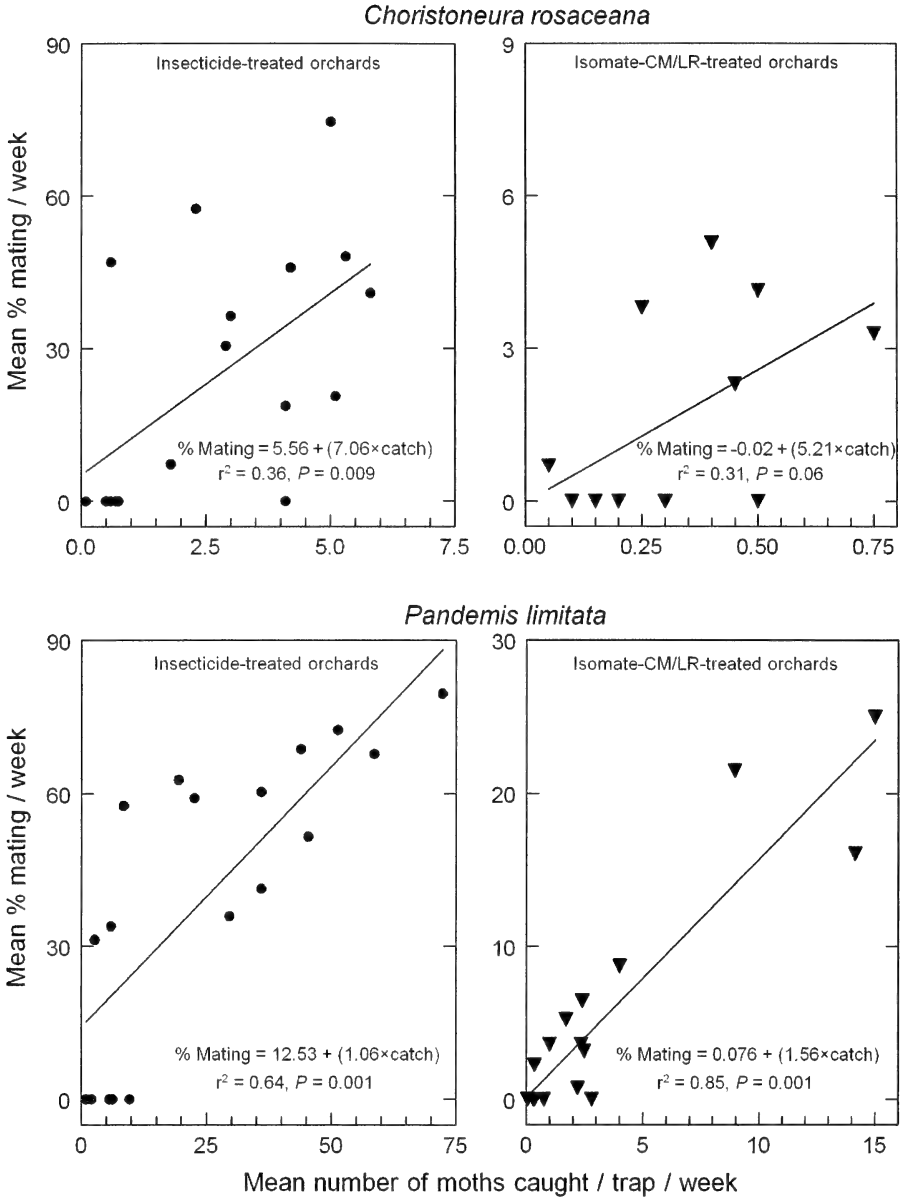 Choristoneura rosaceana
90
60
30
0
Mean % mating / week
Insecticide-treated orchards
% Mating = 5.56 + (7.06×catch)
r² = 0.36, P = 0.009
0.0 2.5 5.0 7.5
9
6
3
0
Isomate-CM/LR-treated orchards
% Mating = -0.02 + (5.21×catch)
r² = 0.31, P = 0.06
0.00 0.25 0.50 0.75
Pandemis limitata
90
60
30
0
Mean % mating / week
Insecticide-treated orchards
% Mating = 12.53 + (1.06×catch)
r² = 0.64, P = 0.001
0 25 50 75
30
20
10
0
Isomate-CM/LR-treated orchards
% Mating = 0.076 + (1.56×catch)
r² = 0.85, P = 0.001
0 5 10 15
Mean number of moths caught / trap / week